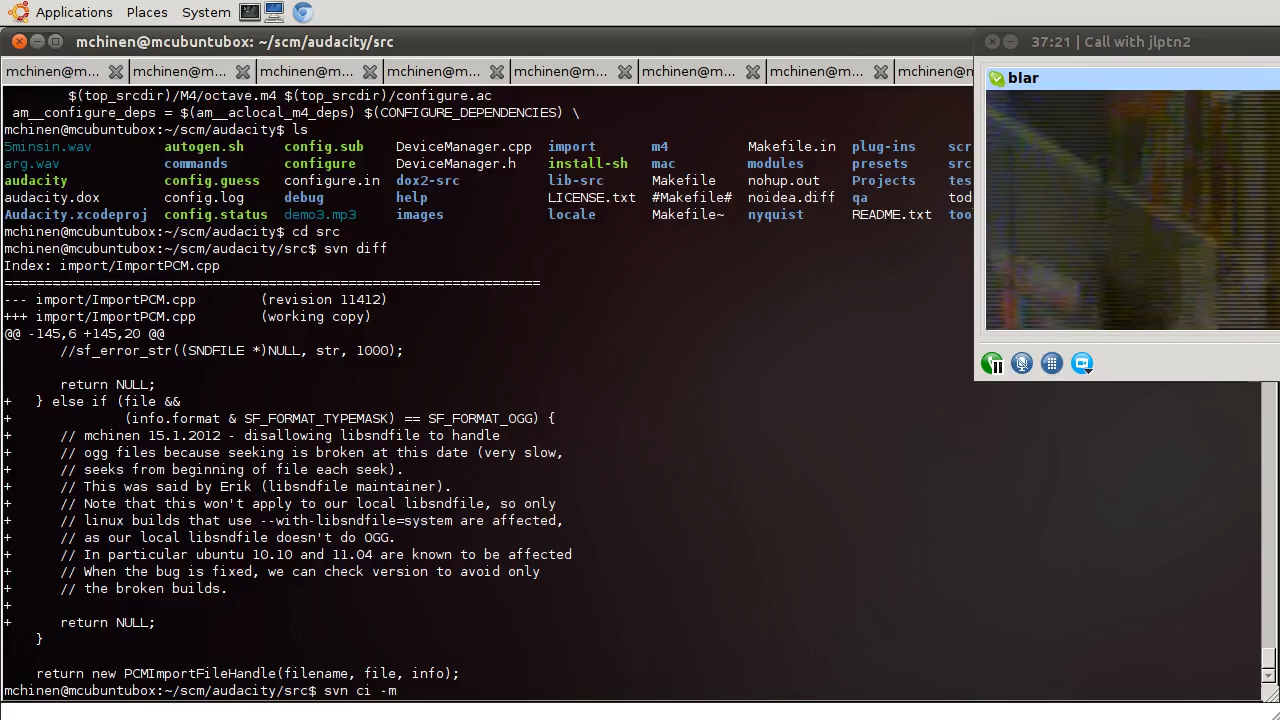 Applications Places System
mchinen@mcubuntubox: ~/scm/audacity/src
37:21 | Call with jlptn2
mchinen@m... mchinen@m... mchinen@m... mchinen@m... mchinen@m... mchinen@m... mchinen@m... mchinen@m
blar
$(top_srcdir)/M4/octave.m4 $(top_srcdir)/configure.ac
am__configure_deps = $(am__aclocal_m4_deps) $(CONFIGURE_DEPENDENCIES) \
mchinen@mcubuntubox:~/scm/audacity$ ls
5minsin.wav autogen.sh config.sub DeviceManager.cpp import m4 Makefile.in plug-ins scr
arg.wav commands configure DeviceManager.h install-sh mac modules presets src
audacity config.guess configure.in dox2-src lib-src Makefile nohup.out Projects tes
audacity.dox config.log debug help LICENSE.txt #Makefile# noidea.diff qa tod
Audacity.xcodeproj config.status demo3.mp3 images locale Makefile~ nyquist README.txt too
mchinen@mcubuntubox:~/scm/audacity$ cd src
mchinen@mcubuntubox:~/scm/audacity/src$ svn diff
Index: import/ImportPCM.cpp
===================================================================
--- import/ImportPCM.cpp (revision 11412)
+++ import/ImportPCM.cpp (working copy)
@@ -145,6 +145,20 @@
//sf_error_str((SNDFILE *)NULL, str, 1000);
return NULL;
+ } else if (file &&
+ (info.format & SF_FORMAT_TYPEMASK) == SF_FORMAT_OGG) {
+ // mchinen 15.1.2012 - disallowing libsndfile to handle
+ // ogg files because seeking is broken at this date (very slow,
+ // seeks from beginning of file each seek).
+ // This was said by Erik (libsndfile maintainer).
+ // Note that this won't apply to our local libsndfile, so only
+ // linux builds that use --with-libsndfile=system are affected,
+ // as our local libsndfile doesn't do OGG.
+ // In particular ubuntu 10.10 and 11.04 are known to be affected
+ // When the bug is fixed, we can check version to avoid only
+ // the broken builds.
+
+ return NULL;
}
return new PCMImportFileHandle(filename, file, info);
mchinen@mcubuntubox:~/scm/audacity/src$ svn ci -m